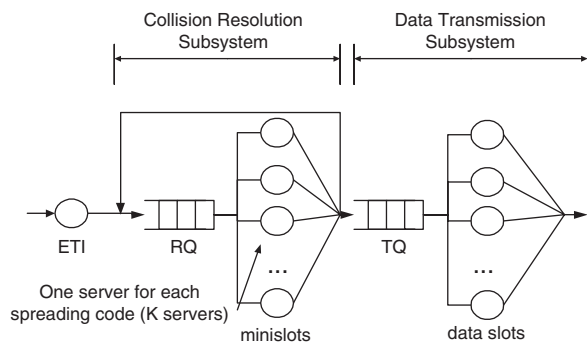 Collision Resolution
Subsystem
Data Transmission
Subsystem
ETI
RQ
TQ
...
...
One server for each
spreading code (K servers)
minislots
data slots